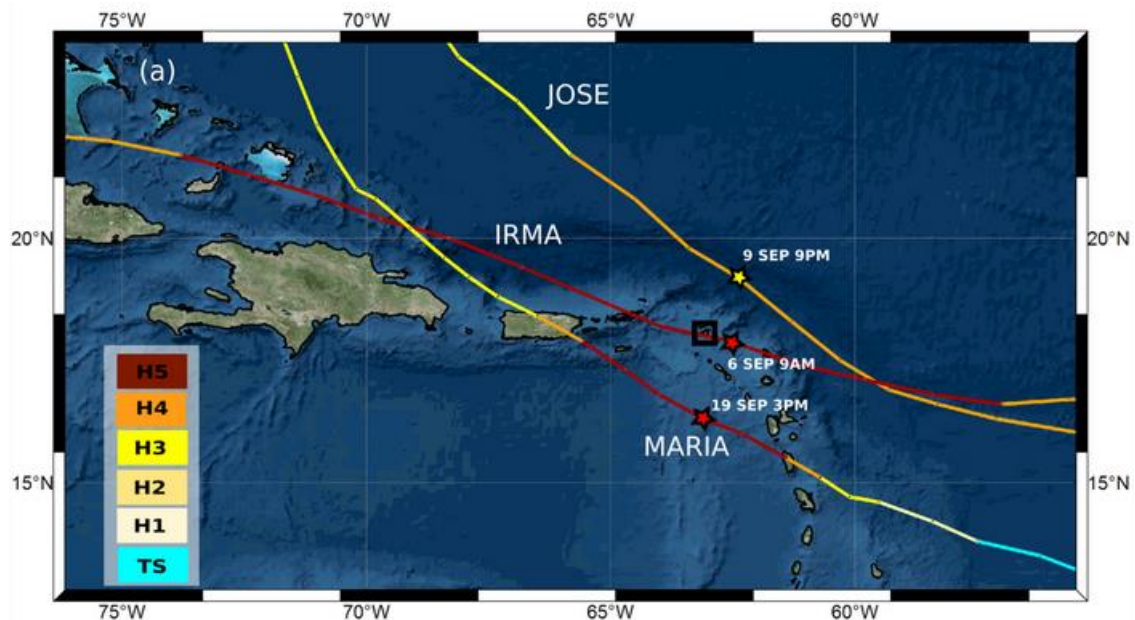 75°W 70°W 65°W 60°W
(a)
JOSE
IRMA
20°N 20°N
9 SEP 9PM
6 SEP 9AM
19 SEP 3PM
MARIA
H5
H4
H3
15°N 15°N
H2
H1
TS
75°W 70°W 65°W 60°W